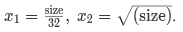 x₁ = size/32, x₂ = √(size).